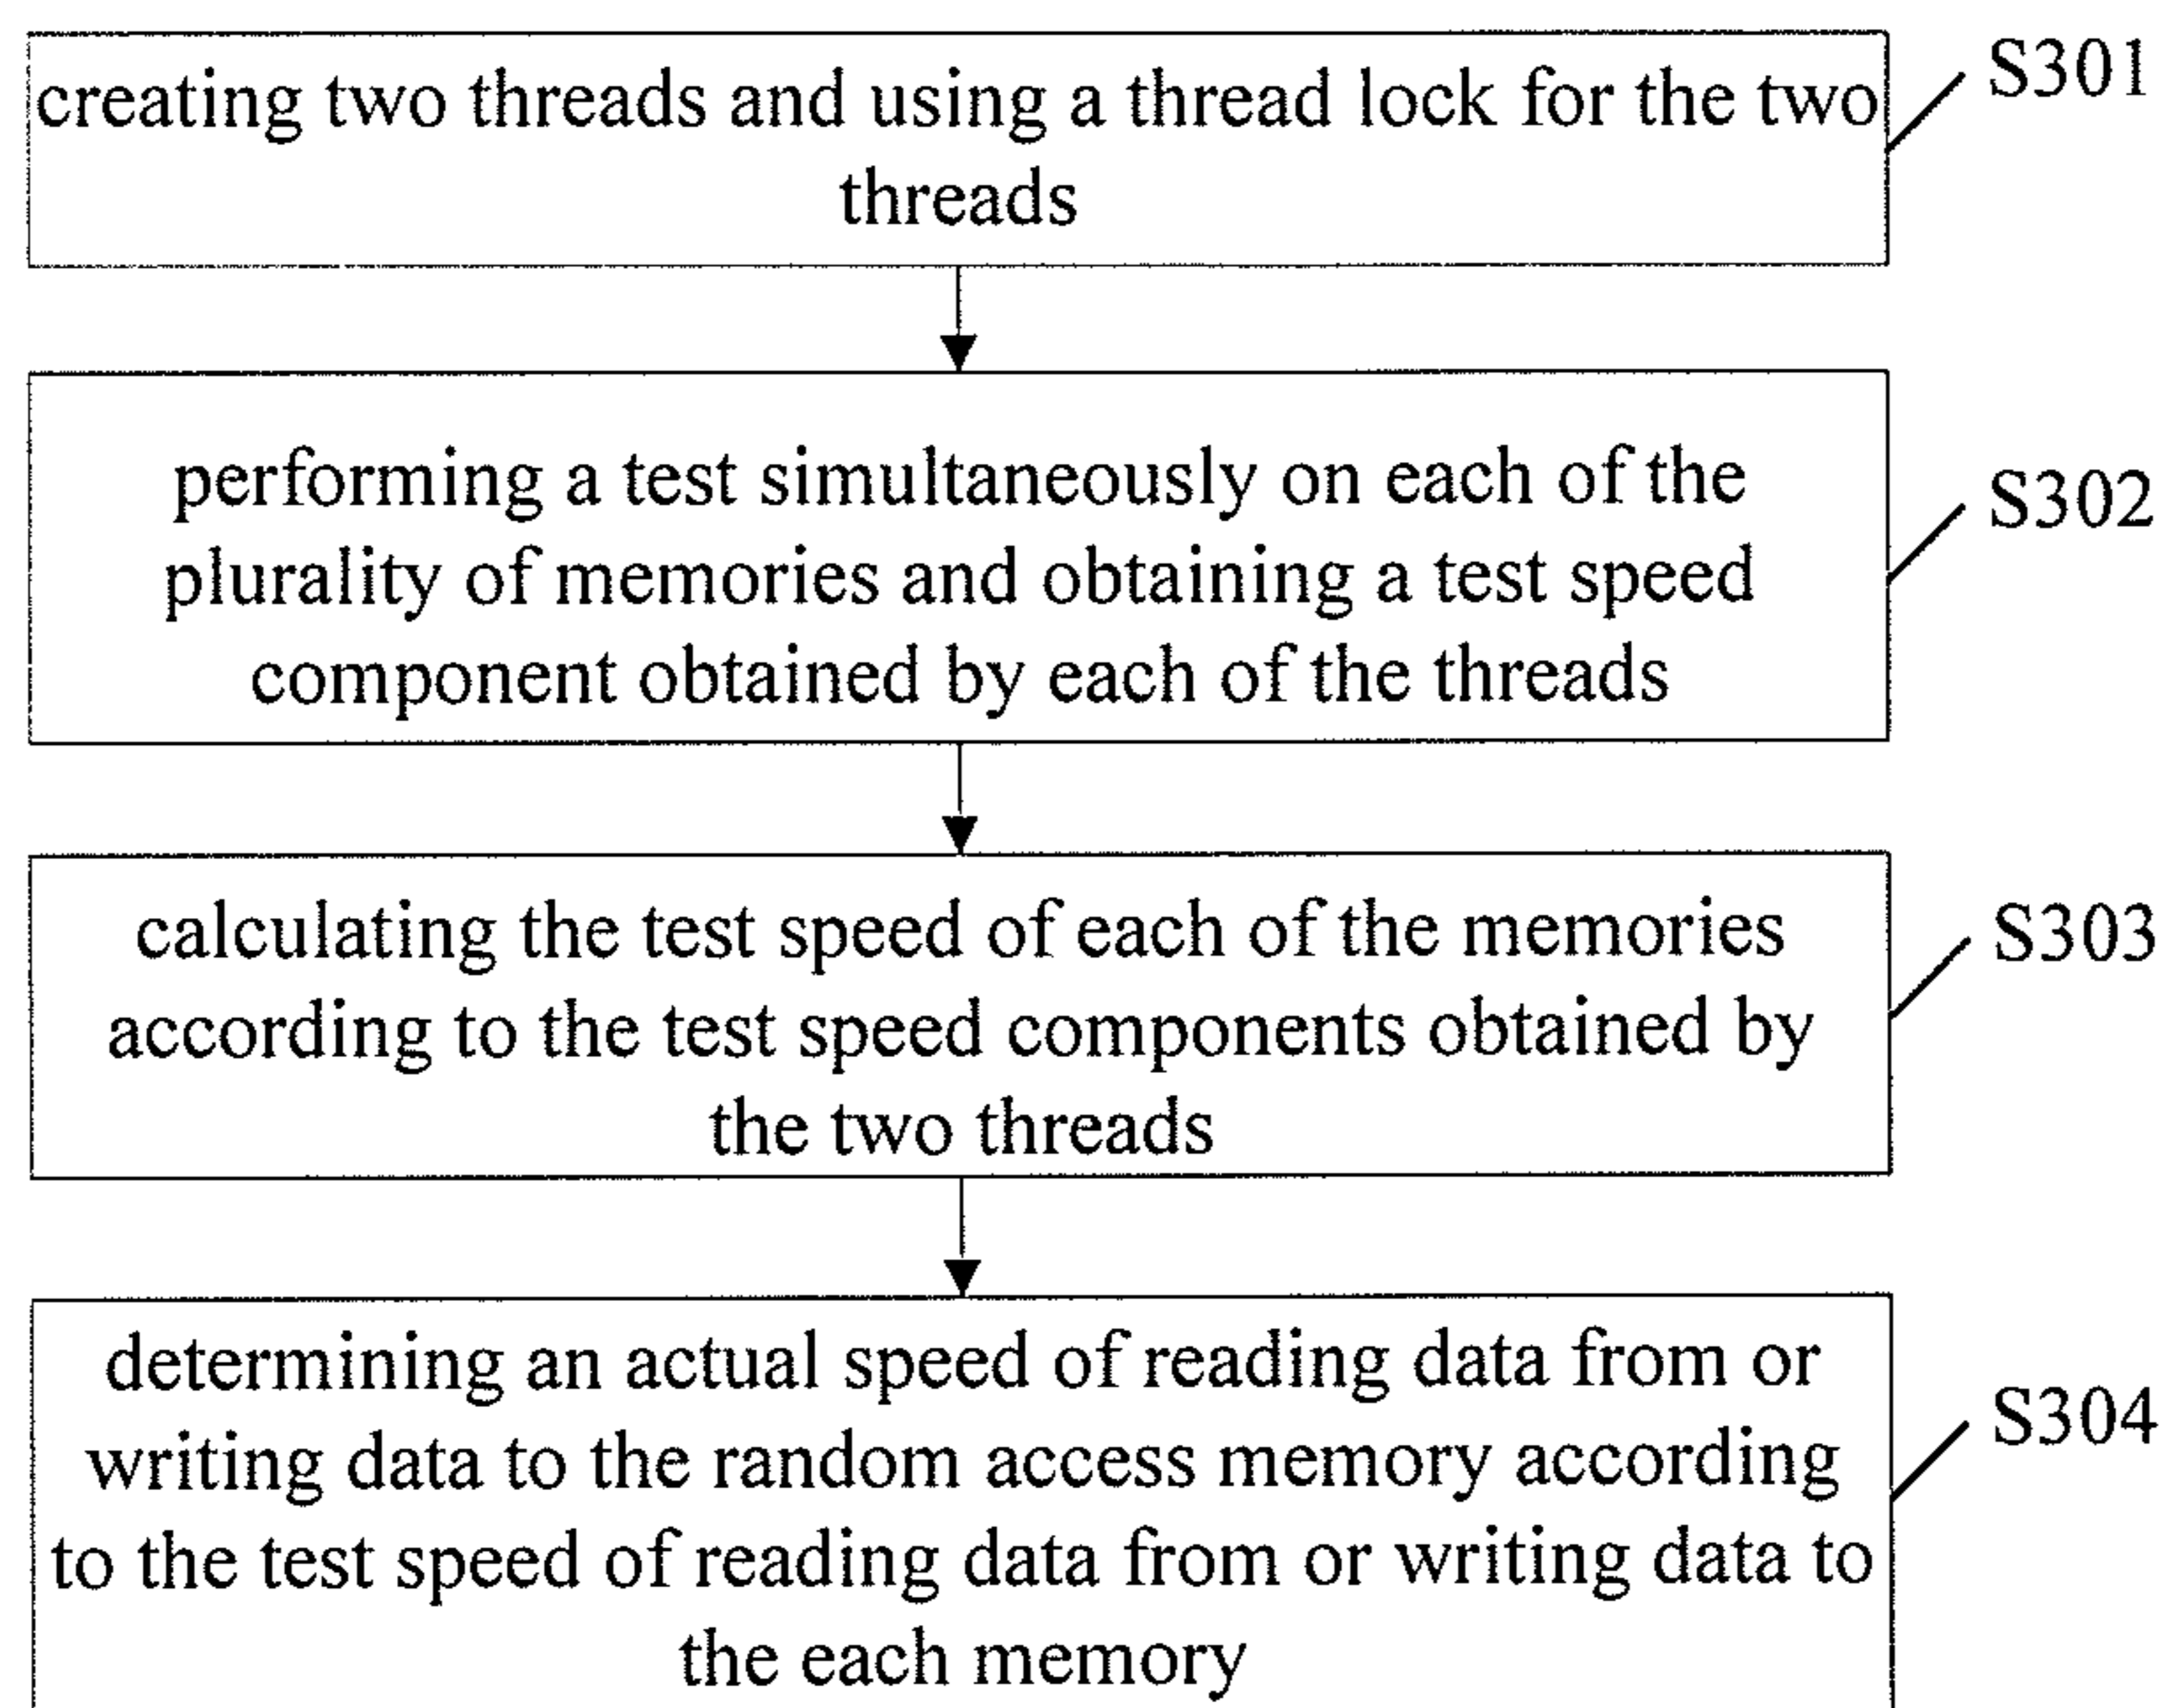 creating two threads and using a thread lock for the two
threads
S301
performing a test simultaneously on each of the
plurality of memories and obtaining a test speed
component obtained by each of the threads
S302
calculating the test speed of each of the memories
according to the test speed components obtained by
the two threads
S303
determining an actual speed of reading data from or
writing data to the random access memory according
to the test speed of reading data from or writing data to
the each memory
S304